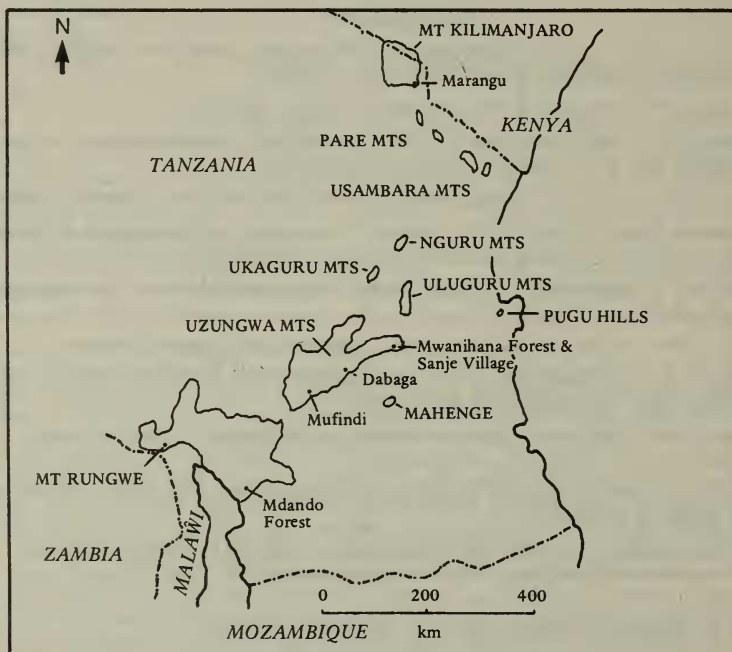 N
MT KILIMANJARO
Marangu
KENYA
PARE MTS
TANZANIA
USAMBARA MTS
NGURU MTS
UKAGURU MTS
ULUGURU MTS
PUGU HILLS
UZUNGWA MTS
Mwanihana Forest &
Sanje Village
Dabaga
Mufindi
MAHENGE
MT RUNGWE
Mdando
Forest
ZAMBIA
MALAŴI
0 200 400
km
MOZAMBIQUE